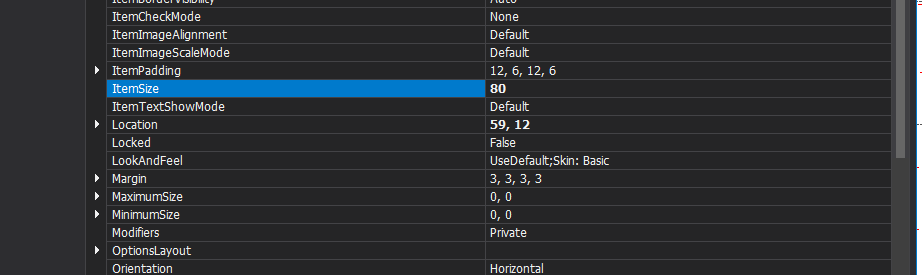 ItemBorderVisibility Auto
ItemCheckMode None
ItemImageAlignment Default
ItemImageScaleMode Default
ItemPadding 12, 6, 12, 6
ItemSize 80
ItemTextShowMode Default
Location 59, 12
Locked False
LookAndFeel UseDefault;Skin: Basic
Margin 3, 3, 3, 3
MaximumSize 0, 0
MinimumSize 0, 0
Modifiers Private
OptionsLayout
Orientation Horizontal